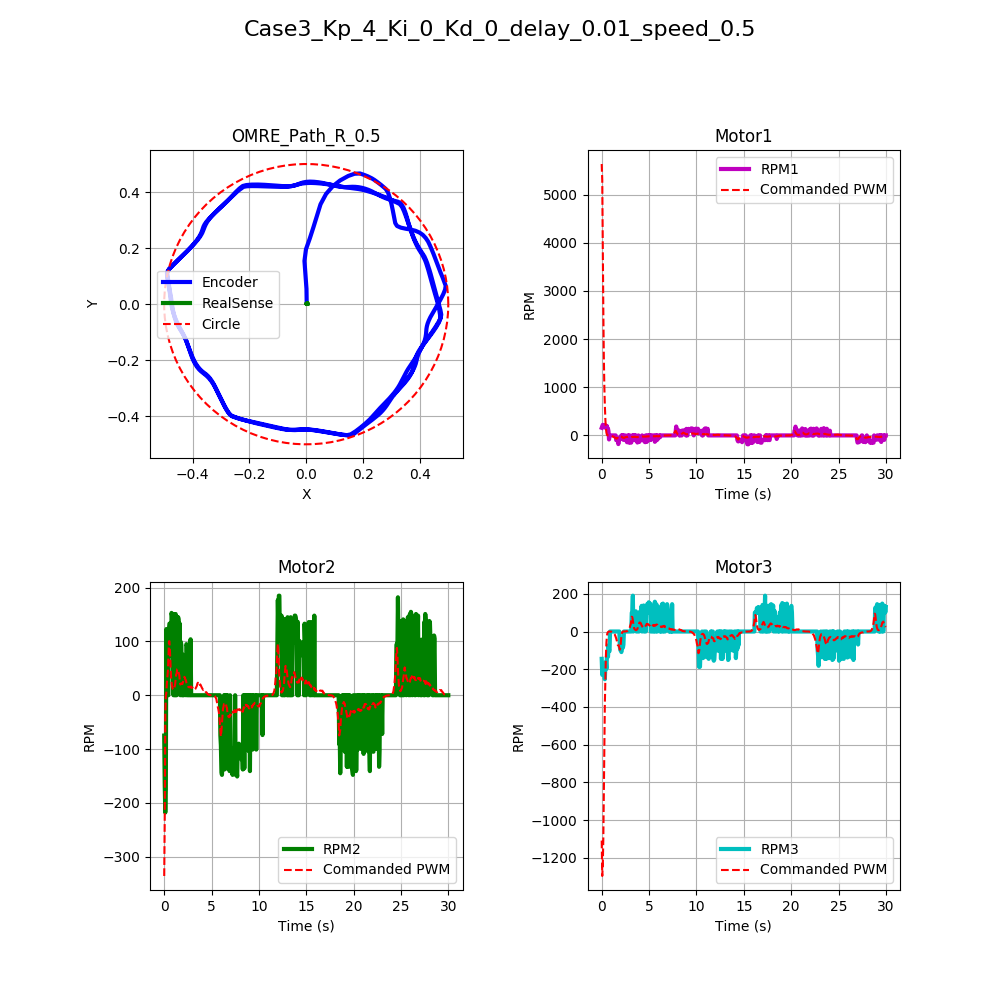 Case3_Kp_4_Ki_0_Kd_0_delay_0.01_speed_0.5
OMRE_Path_R_0.5
0.4
0.2
0.0
−0.2
−0.4
Y
Encoder
RealSense
Circle
−0.4 −0.2 0.0 0.2 0.4
X
Motor1
5000
4000
3000
2000
1000
0
RPM
RPM1
Commanded PWM
0 5 10 15 20 25 30
Time (s)
Motor2
200
100
0
−100
−200
−300
RPM
RPM2
Commanded PWM
0 5 10 15 20 25 30
Time (s)
Motor3
200
0
−200
−400
−600
−800
−1000
−1200
RPM
RPM3
Commanded PWM
0 5 10 15 20 25 30
Time (s)